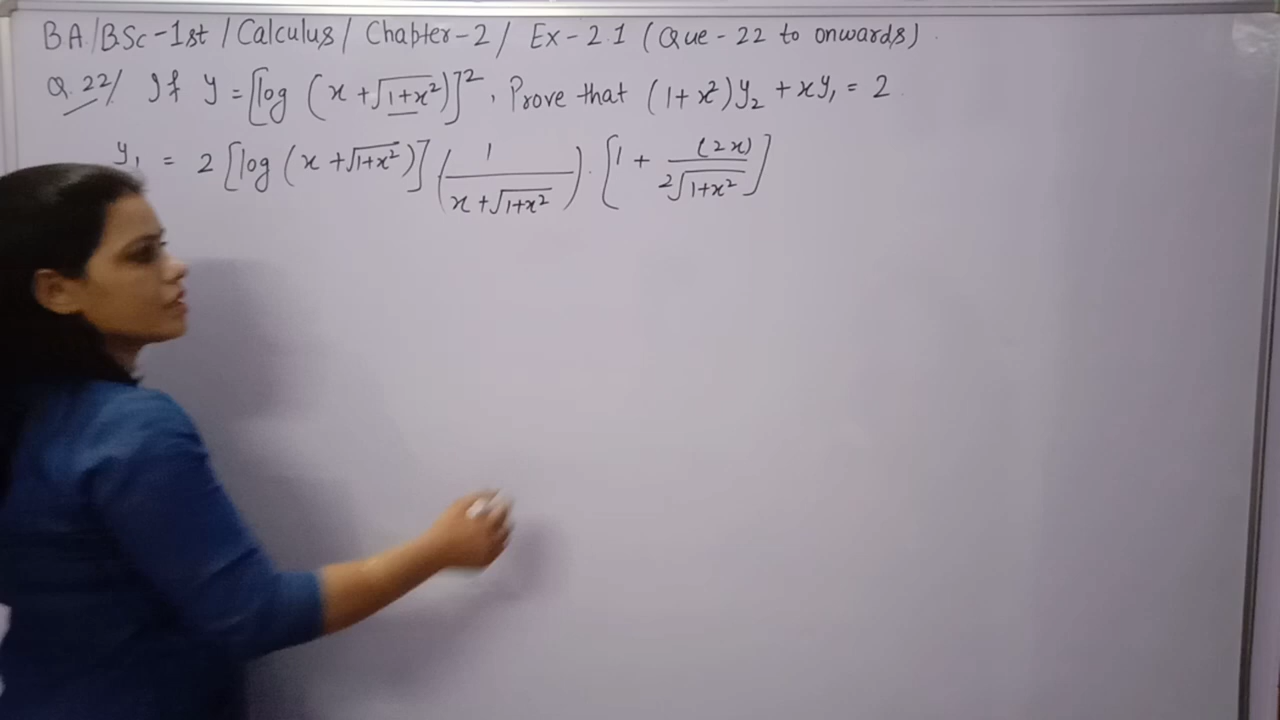 BA/BSc-1st / Calculus / Chapter-2 / Ex-2.1 (Que-22 to onwards)
Q.22/ If y = [log (x + √(1+x²))]², Prove that (1+x²)y₂ + xy₁ = 2
y₁ = 2 [log (x + √(1+x²))] (1/(x+√(1+x²))) · [1 + (2x)/(2√(1+x²))]